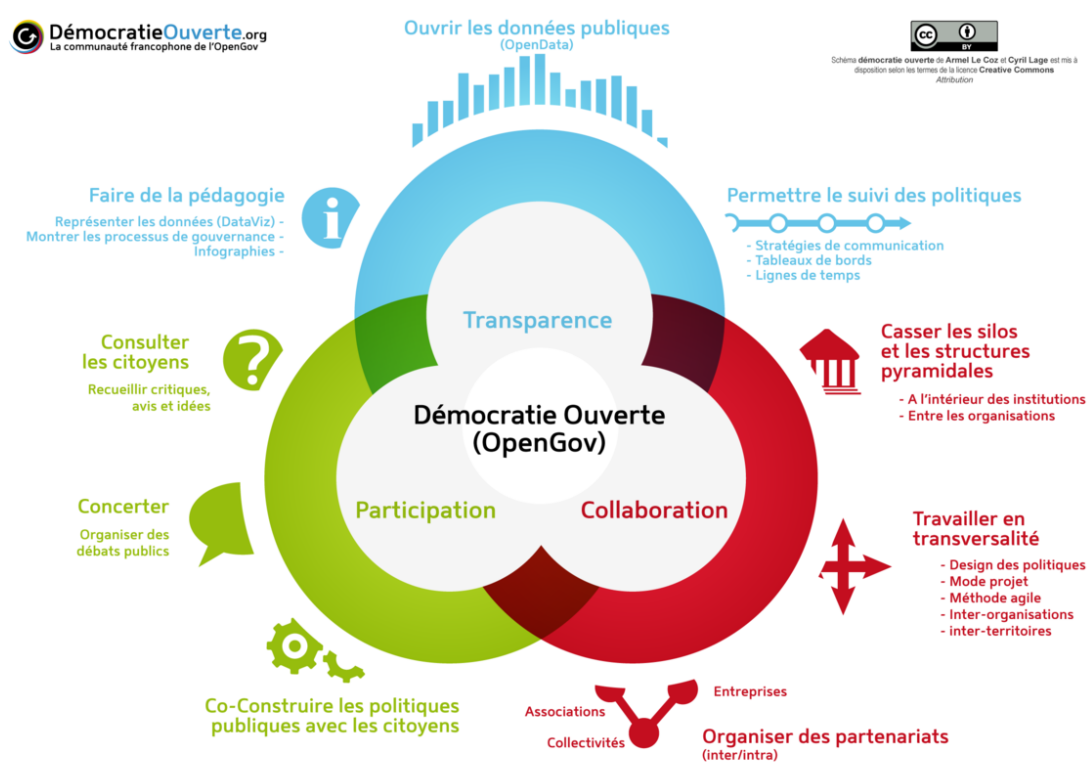 DémocratieOuverte.org
La communauté francophone de l'OpenGov
Ouvrir les données publiques
(OpenData)
CC
BY
Schéma démocratie ouverte de Armel Le Coz et Cyril Lage est mis à
disposition selon les termes de la licence Creative Commons
Attribution
Faire de la pédagogie
Représenter les données (DataViz) -
Montrer les processus de gouvernance -
Infographies -
i
Permettre le suivi des politiques
- Stratégies de communication
- Tableaux de bords
- Lignes de temps
Transparence
Consulter
les citoyens
Recueillir critiques,
avis et idées
?
Casser les silos
et les structures
pyramidales
- A l'intérieur des institutions
- Entre les organisations
Démocratie Ouverte
(OpenGov)
Participation
Collaboration
Concerter
Organiser des
débats publics
Travailler en
transversalité
- Design des politiques
- Mode projet
- Méthode agile
- Inter-organisations
- inter-territoires
Co-Construire les politiques
publiques avec les citoyens
Associations
Entreprises
Collectivités
Organiser des partenariats
(inter/intra)